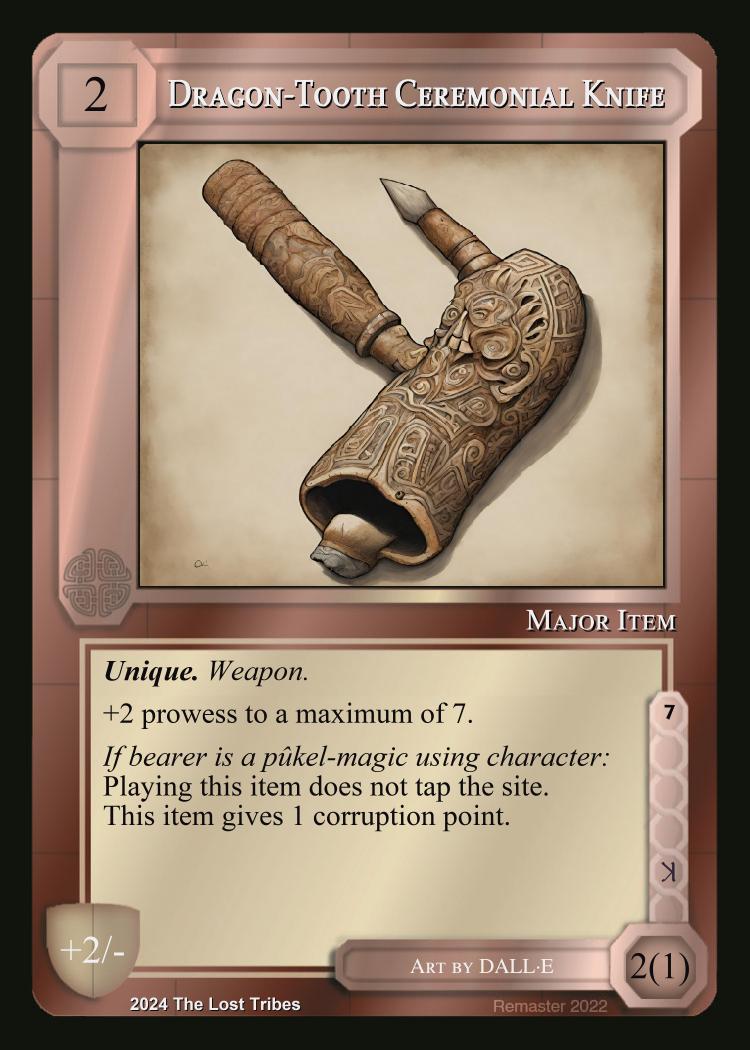 2
Dragon-Tooth Ceremonial Knife
Major Item
Unique. Weapon.
+2 prowess to a maximum of 7.
If bearer is a pûkel-magic using character:
Playing this item does not tap the site.
This item gives 1 corruption point.
7
K
+2/-
Art by DALL·E
2(1)
2024 The Lost Tribes
Remaster 2022